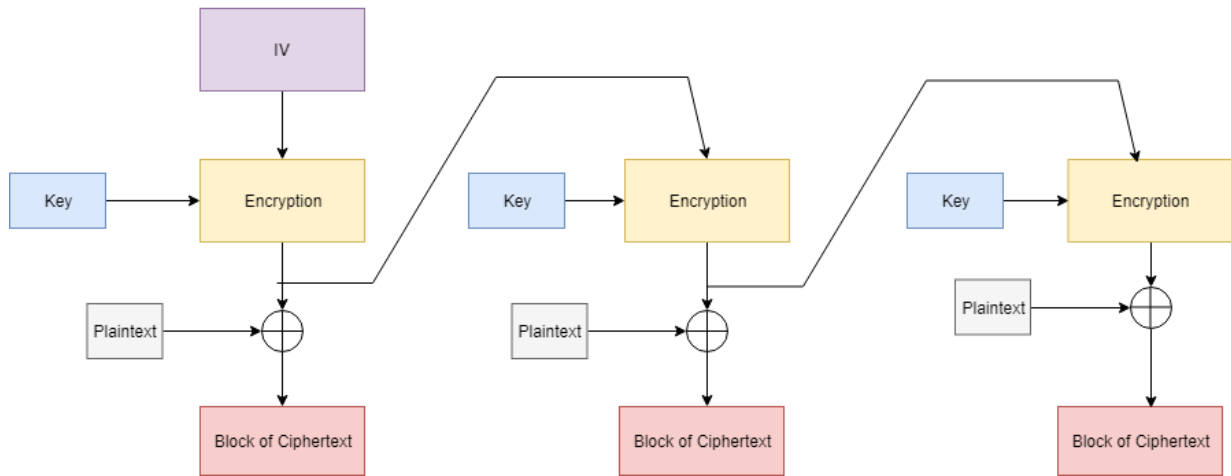 IV
Key
Encryption
Key
Encryption
Key
Encryption
Plaintext
Plaintext
Plaintext
Block of Ciphertext
Block of Ciphertext
Block of Ciphertext